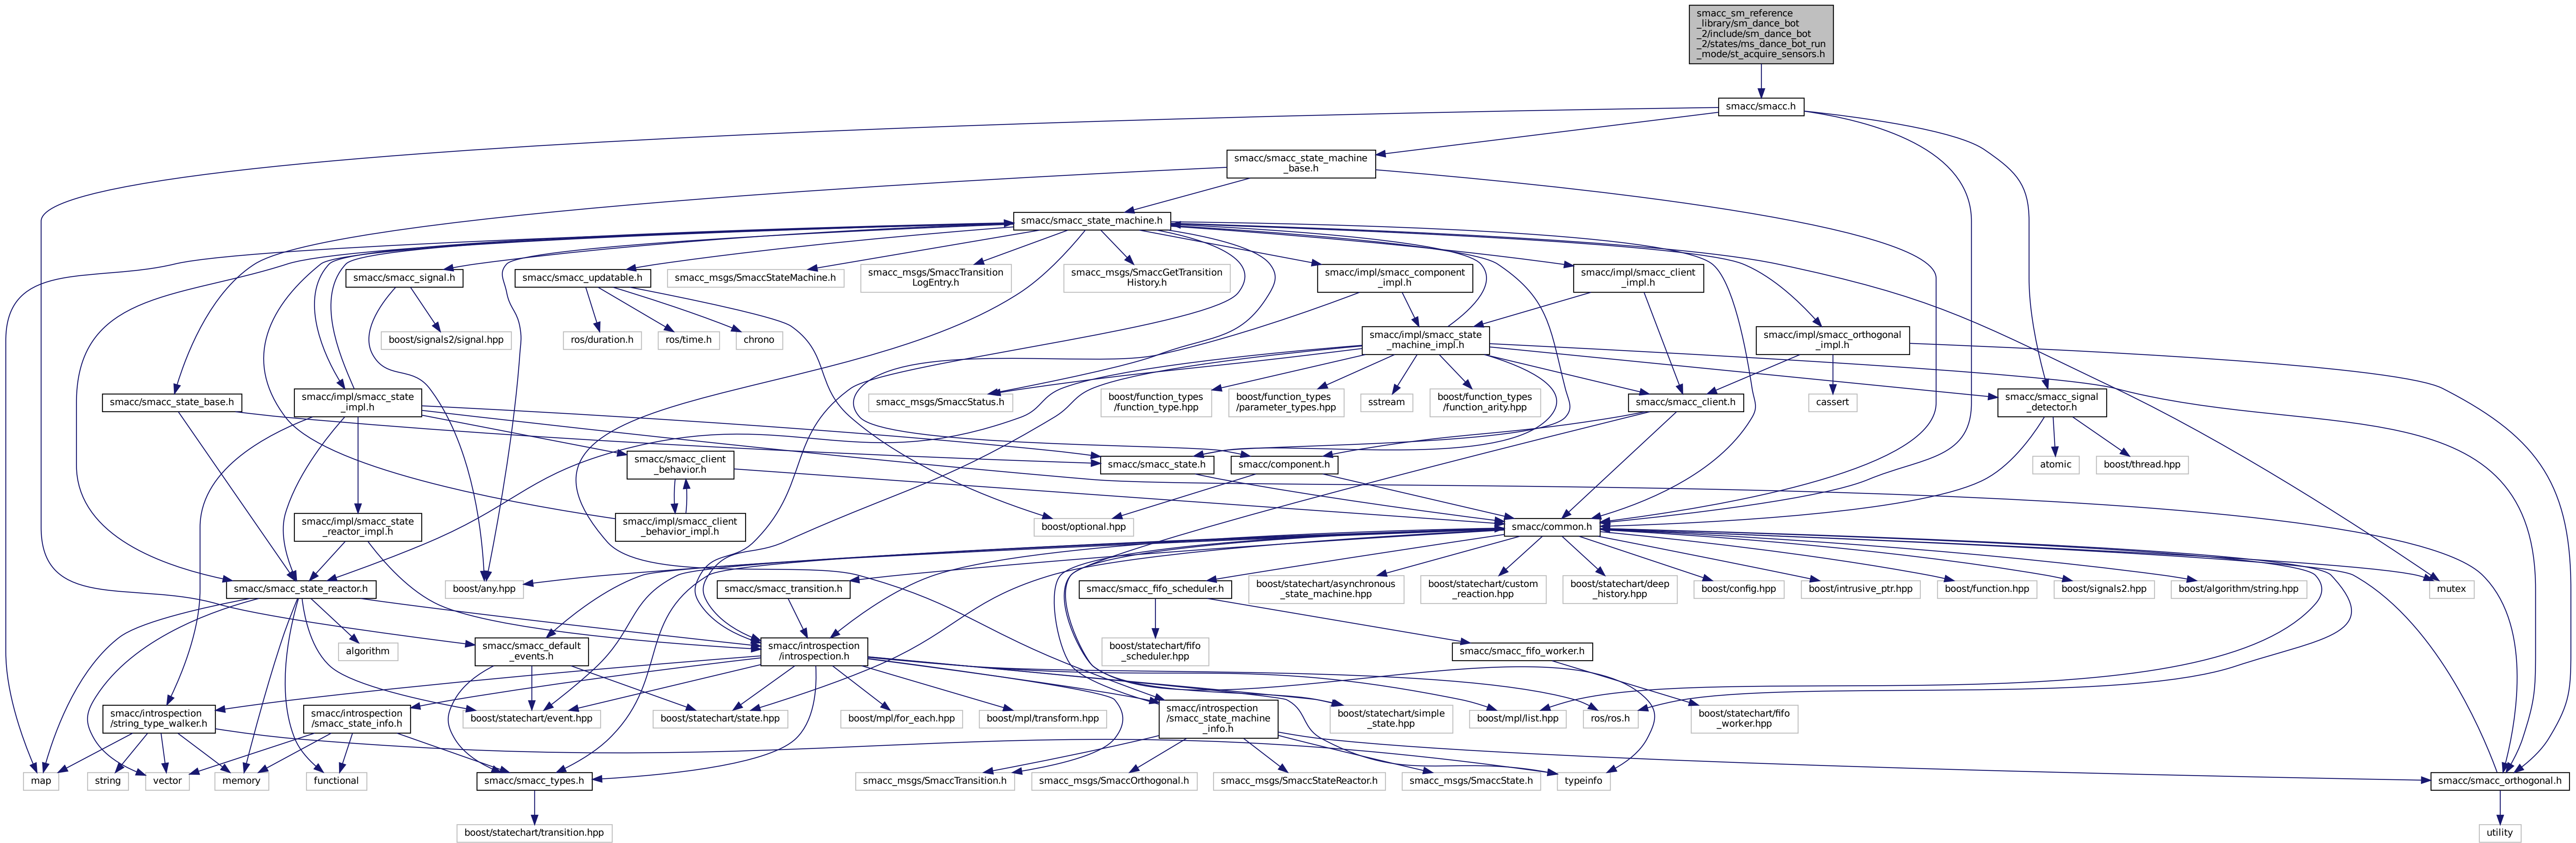 smacc_sm_reference
_library/sm_dance_bot
_2/include/sm_dance_bot
_2/states/ms_dance_bot_run
_mode/st_acquire_sensors.h
smacc/smacc.h
smacc/smacc_state_machine
_base.h
smacc/smacc_state_machine.h
smacc/smacc_signal.h
smacc/smacc_updatable.h
smacc_msgs/SmaccStateMachine.h
smacc_msgs/SmaccTransition
LogEntry.h
smacc_msgs/SmaccGetTransition
History.h
smacc/impl/smacc_component
_impl.h
smacc/impl/smacc_client
_impl.h
boost/signals2/signal.hpp
ros/duration.h
ros/time.h
chrono
smacc/impl/smacc_state
_machine_impl.h
smacc/impl/smacc_orthogonal
_impl.h
smacc/smacc_state_base.h
smacc/impl/smacc_state
_impl.h
smacc_msgs/SmaccStatus.h
boost/function_types
/function_type.hpp
boost/function_types
/parameter_types.hpp
sstream
boost/function_types
/function_arity.hpp
smacc/smacc_client.h
cassert
smacc/smacc_signal
_detector.h
smacc/smacc_client
_behavior.h
smacc/smacc_state.h
smacc/component.h
atomic
boost/thread.hpp
smacc/impl/smacc_state
_reactor_impl.h
smacc/impl/smacc_client
_behavior_impl.h
boost/optional.hpp
smacc/common.h
smacc/smacc_state_reactor.h
boost/any.hpp
smacc/smacc_transition.h
smacc/smacc_fifo_scheduler.h
boost/statechart/asynchronous
_state_machine.hpp
boost/statechart/custom
_reaction.hpp
boost/statechart/deep
_history.hpp
boost/config.hpp
boost/intrusive_ptr.hpp
boost/function.hpp
boost/signals2.hpp
boost/algorithm/string.hpp
mutex
algorithm
smacc/smacc_default
_events.h
smacc/introspection
/introspection.h
boost/statechart/fifo
_scheduler.hpp
smacc/smacc_fifo_worker.h
smacc/introspection
/string_type_walker.h
smacc/introspection
/smacc_state_info.h
boost/statechart/event.hpp
boost/statechart/state.hpp
boost/mpl/for_each.hpp
boost/mpl/transform.hpp
smacc/introspection
/smacc_state_machine
_info.h
boost/statechart/simple
_state.hpp
boost/mpl/list.hpp
ros/ros.h
boost/statechart/fifo
_worker.hpp
map
string
vector
memory
functional
smacc/smacc_types.h
smacc_msgs/SmaccTransition.h
smacc_msgs/SmaccOrthogonal.h
smacc_msgs/SmaccStateReactor.h
smacc_msgs/SmaccState.h
typeinfo
smacc/smacc_orthogonal.h
boost/statechart/transition.hpp
utility